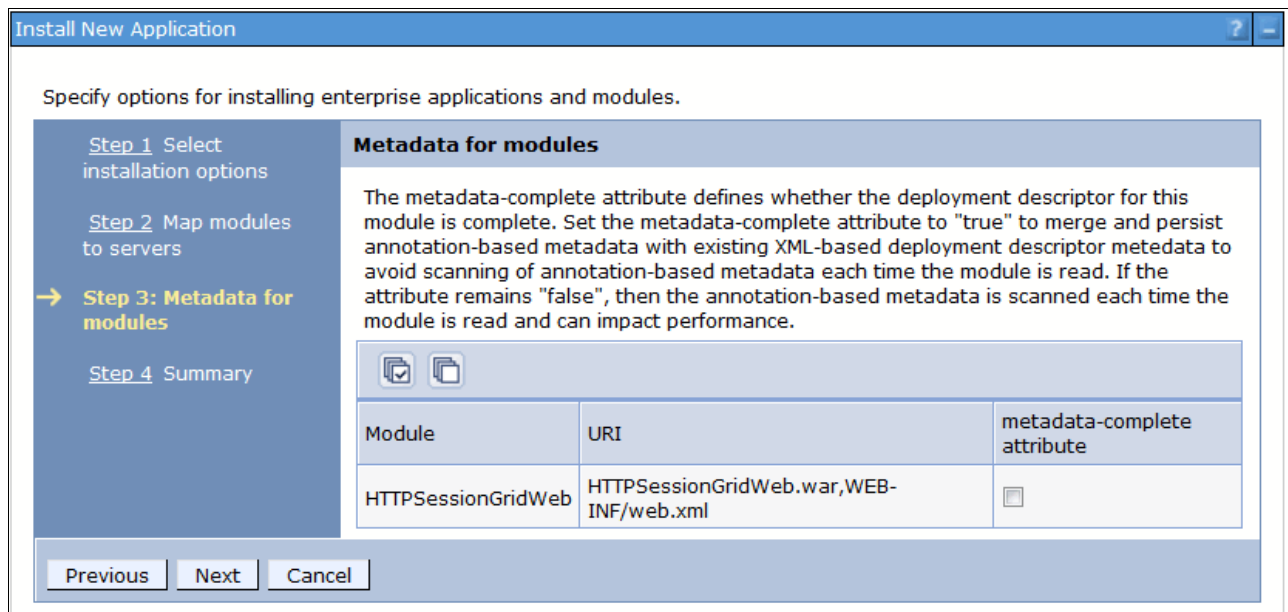 Install New Application
?
Specify options for installing enterprise applications and modules.
Step 1 Select
installation options
Step 2 Map modules
to servers
Step 3: Metadata for
modules
Step 4 Summary
Metadata for modules
The metadata-complete attribute defines whether the deployment descriptor for this
module is complete. Set the metadata-complete attribute to "true" to merge and persist
annotation-based metadata with existing XML-based deployment descriptor metedata to
avoid scanning of annotation-based metadata each time the module is read. If the
attribute remains "false", then the annotation-based metadata is scanned each time the
module is read and can impact performance.
Module
URI
metadata-complete
attribute
HTTPSessionGridWeb
HTTPSessionGridWeb.war,WEB-
INF/web.xml
Previous
Next
Cancel